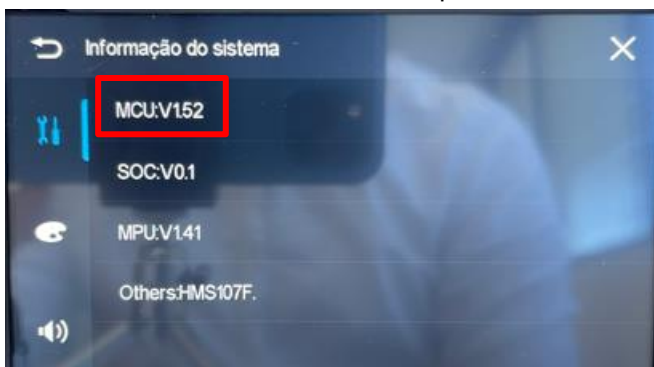 Informação do sistema
MCU:V1.52
SOC:V0.1
MPU:V1.41
Others:HMS107F.